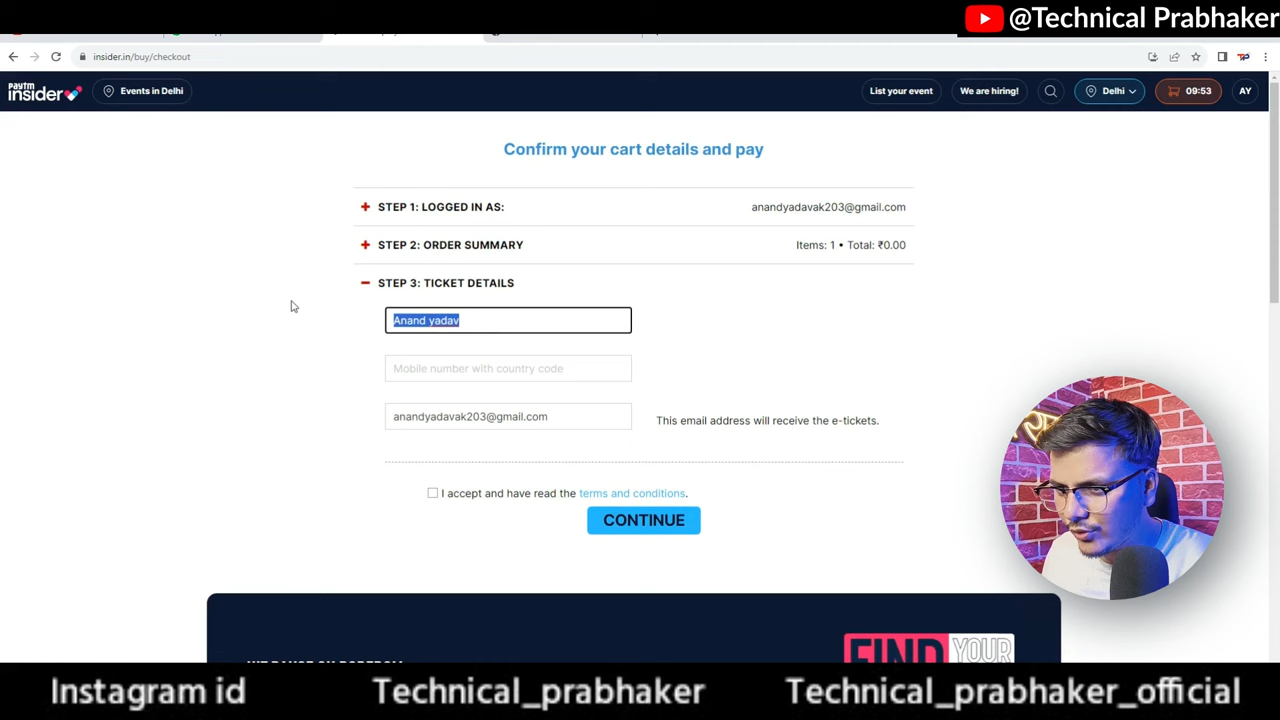 @Technical Prabhaker
insider.in/buy/checkout
paytm
insider
Events in Delhi
List your event
We are hiring!
Delhi
09:53
AY
Confirm your cart details and pay
STEP 1: LOGGED IN AS:
anandyadavak203@gmail.com
STEP 2: ORDER SUMMARY
Items: 1 • Total: ₹0.00
STEP 3: TICKET DETAILS
Anand yadav
Mobile number with country code
anandyadavak203@gmail.com
This email address will receive the e-tickets.
I accept and have read the terms and conditions.
CONTINUE
FIND YOUR
Instagram id
Technical_prabhaker
Technical_prabhaker_official